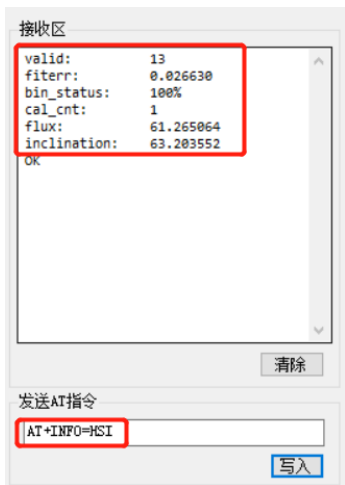 接收区
valid: 13
fiterr: 0.026630
bin_status: 100%
cal_cnt: 1
flux: 61.265064
inclination: 63.203552
OK
清除
发送AT指令
AT+INFO=HSI
写入